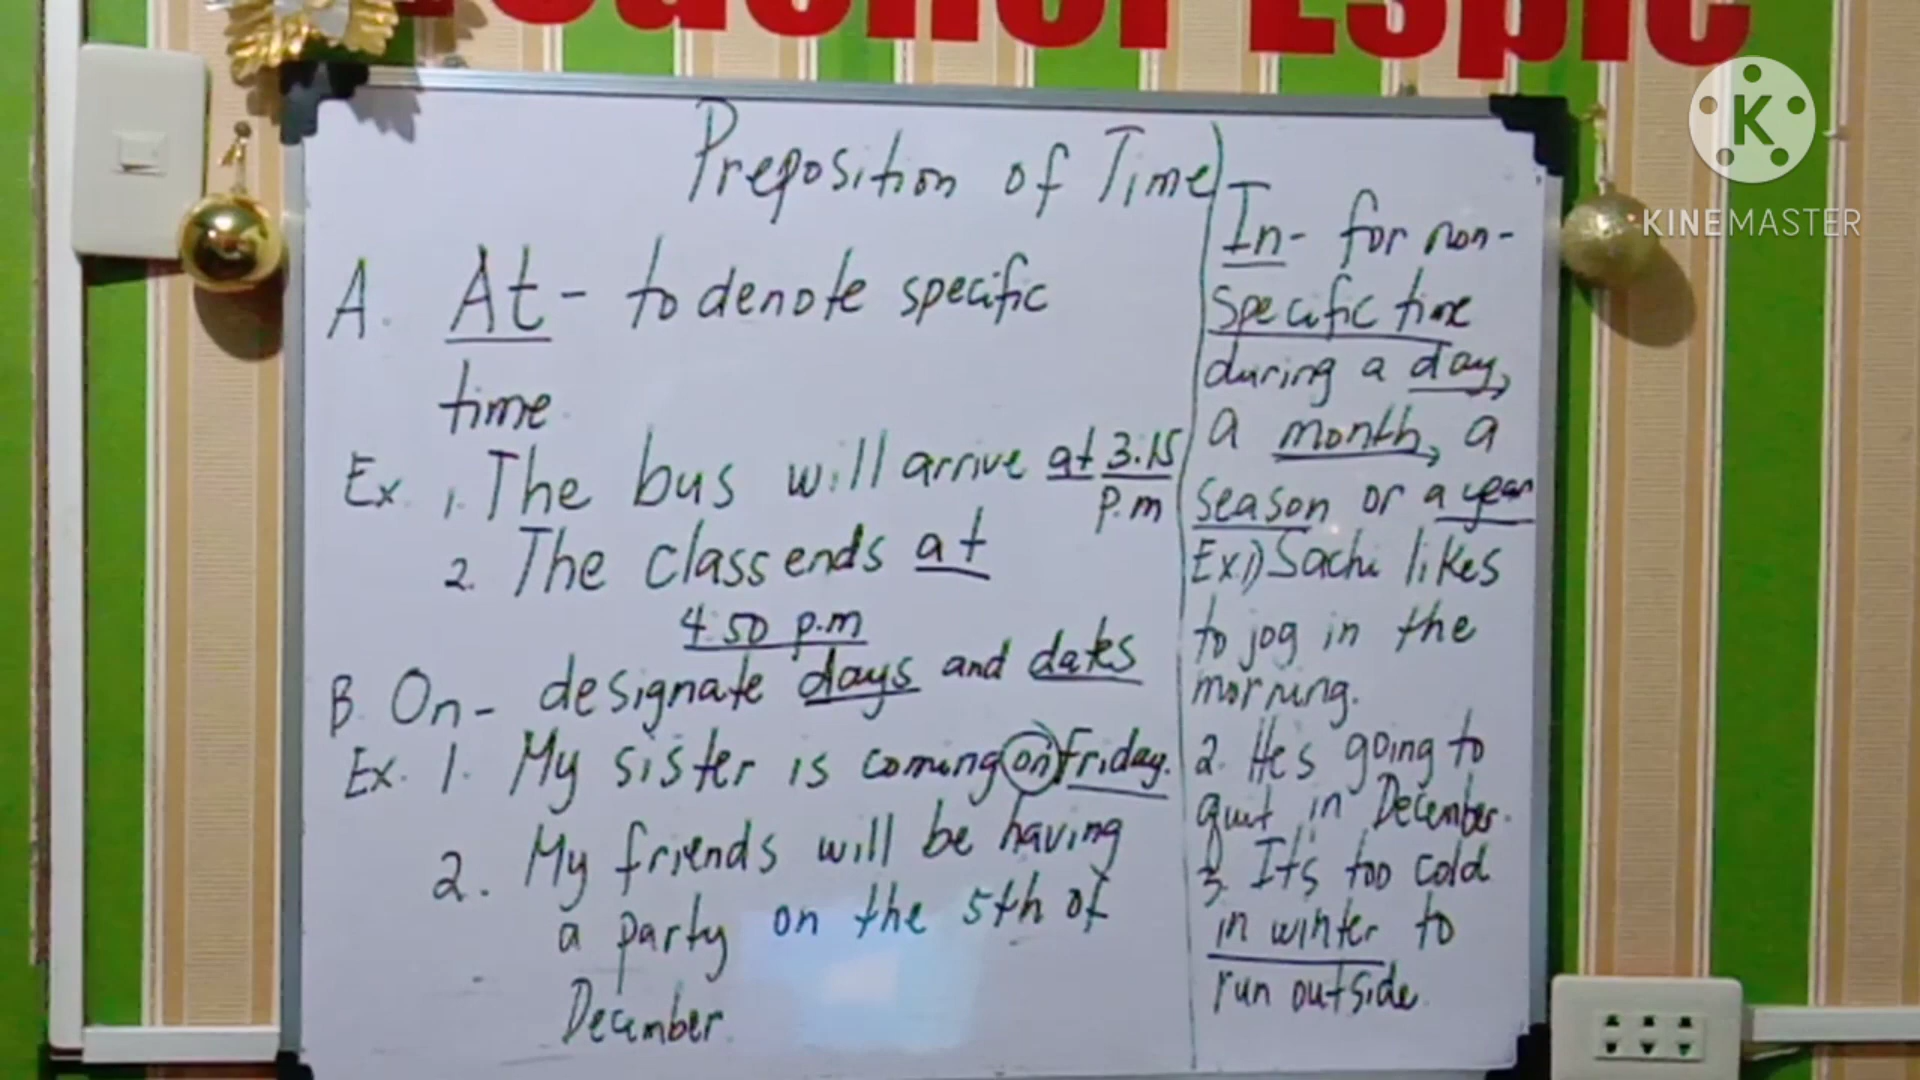 Teacher Espie
KINEMASTER
Preposition of Time
A. At - to denote specific
time
Ex. 1. The bus will arrive at 3:15
p.m
2. The class ends at
4:50 p.m
B. On - designate days and dates
Ex. 1. My sister is coming on Friday.
2. My friends will be having
a party on the 5th of
December.
In - for non-
specific time
during a day,
a month, a
season or a year
Ex 1) Sachi likes
to jog in the
morning.
2. He's going to
quit in December.
3. It's too cold
in winter to
run outside.